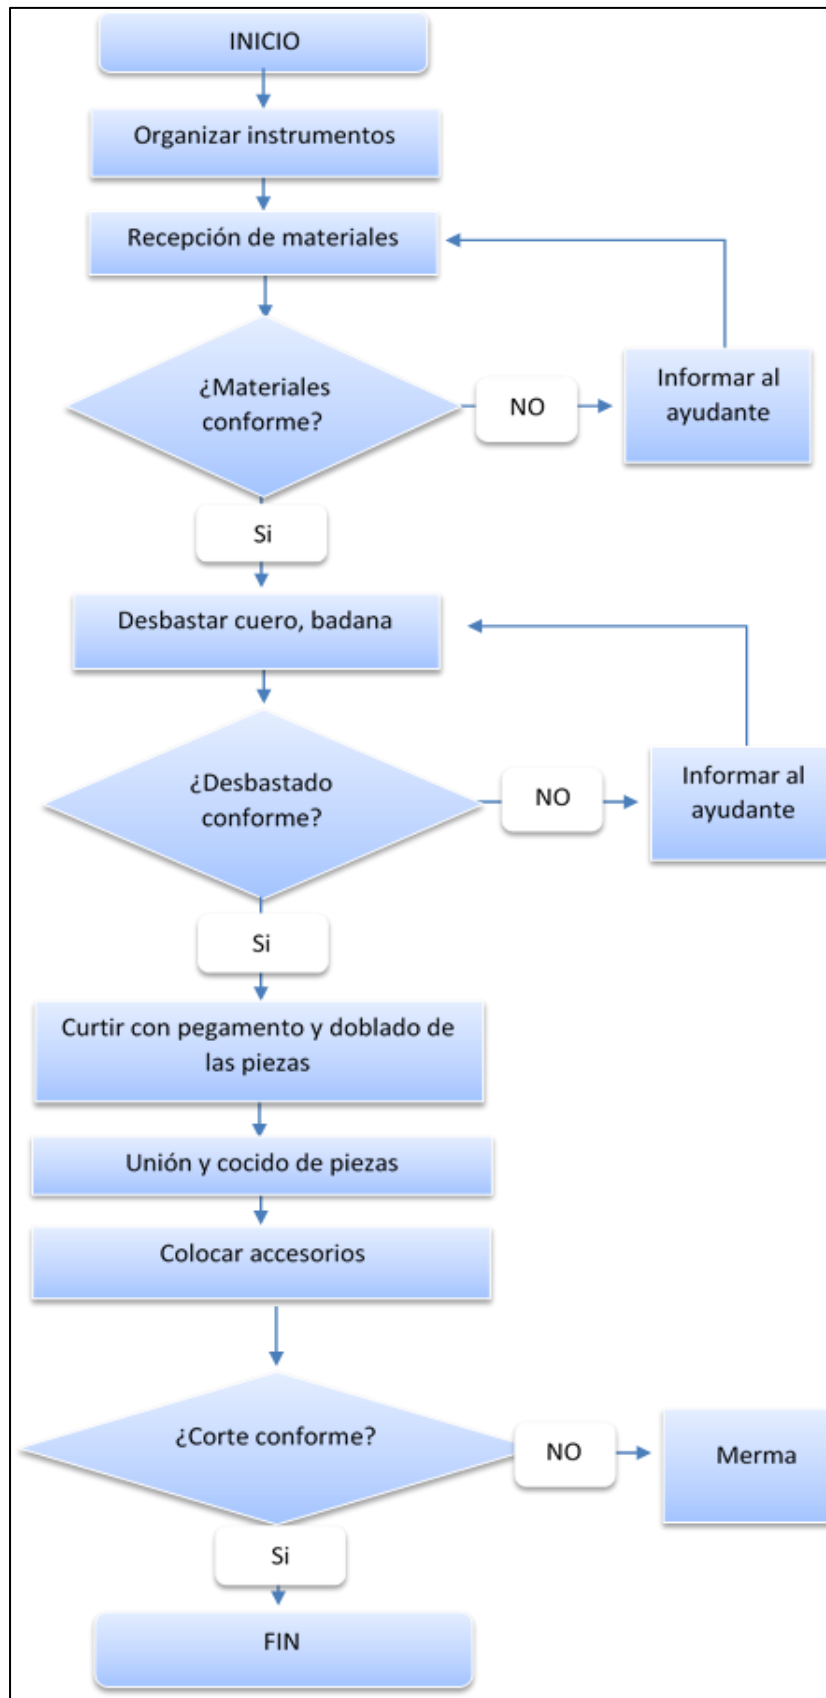 INICIO
Organizar instrumentos
Recepción de materiales
¿Materiales
conforme?
NO
Informar al
ayudante
Si
Desbastar cuero, badana
¿Desbastado
conforme?
NO
Informar al
ayudante
Si
Curtir con pegamento y doblado de
las piezas
Unión y cocido de piezas
Colocar accesorios
¿Corte conforme?
NO
Merma
Si
FIN